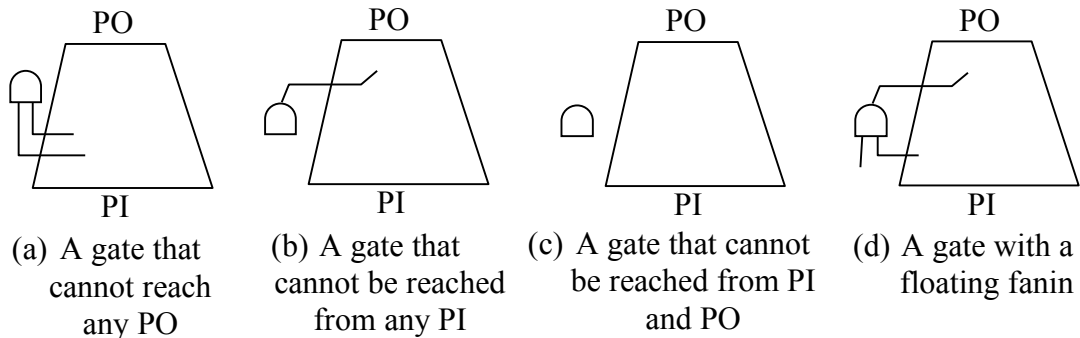 PO
PI
(a) A gate that
cannot reach
any PO
PO
PI
(b) A gate that
cannot be reached
from any PI
PO
PI
(c) A gate that cannot
be reached from PI
and PO
PO
PI
(d) A gate with a
floating fanin